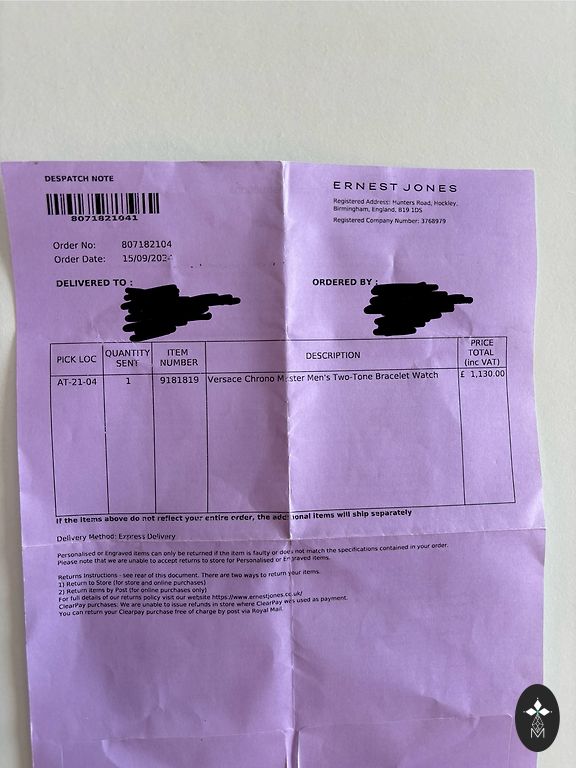 DESPATCH NOTE
8071821041
Order No: 807182104
Order Date: 15/09/202
DELIVERED TO :
ERNEST JONES
Registered Address: Hunters Road, Hockley,
Birmingham, England, B19 1DS
Registered Company Number: 3768979
ORDERED BY :
PICK LOC QUANTITY SENT ITEM NUMBER DESCRIPTION PRICE TOTAL (inc VAT)
AT-21-04 1 9181819 Versace Chrono Master Men's Two-Tone Bracelet Watch £ 1,130.00
If the items above do not reflect your entire order, the additional items will ship separately
Delivery Method: Express Delivery
Personalised or Engraved items can only be returned if the item is faulty or does not match the specifications contained in your order.
Please note that we are unable to accept returns to store for Personalised or Engraved items.
Returns Instructions - see rear of this document. There are two ways to return your items.
1) Return to Store (for store and online purchases)
2) Return items by Post (for online purchases only)
For full details of our returns policy visit our website https://www.ernestjones.co.uk/
ClearPay purchases: We are unable to issue refunds in store where ClearPay was used as payment.
You can return your Clearpay purchase free of charge by post via Royal Mail.
M